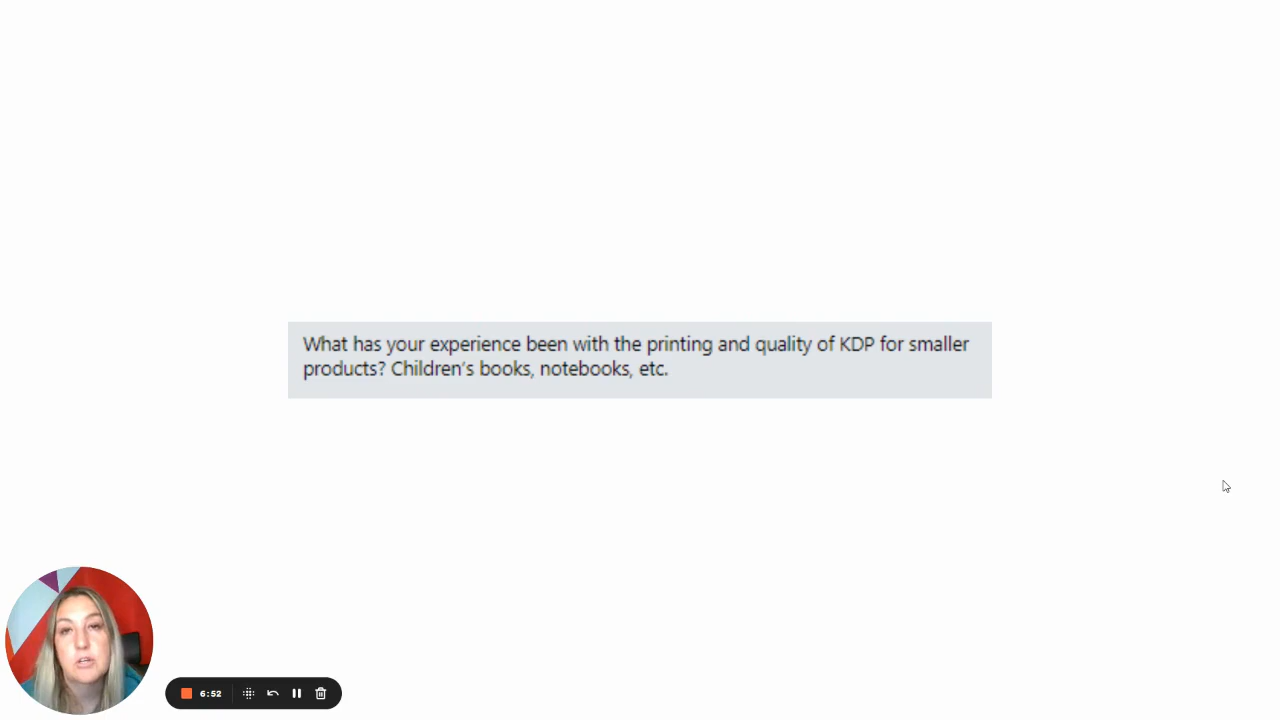 What has your experience been with the printing and quality of KDP for smaller
products? Children's books, notebooks, etc.
6:52